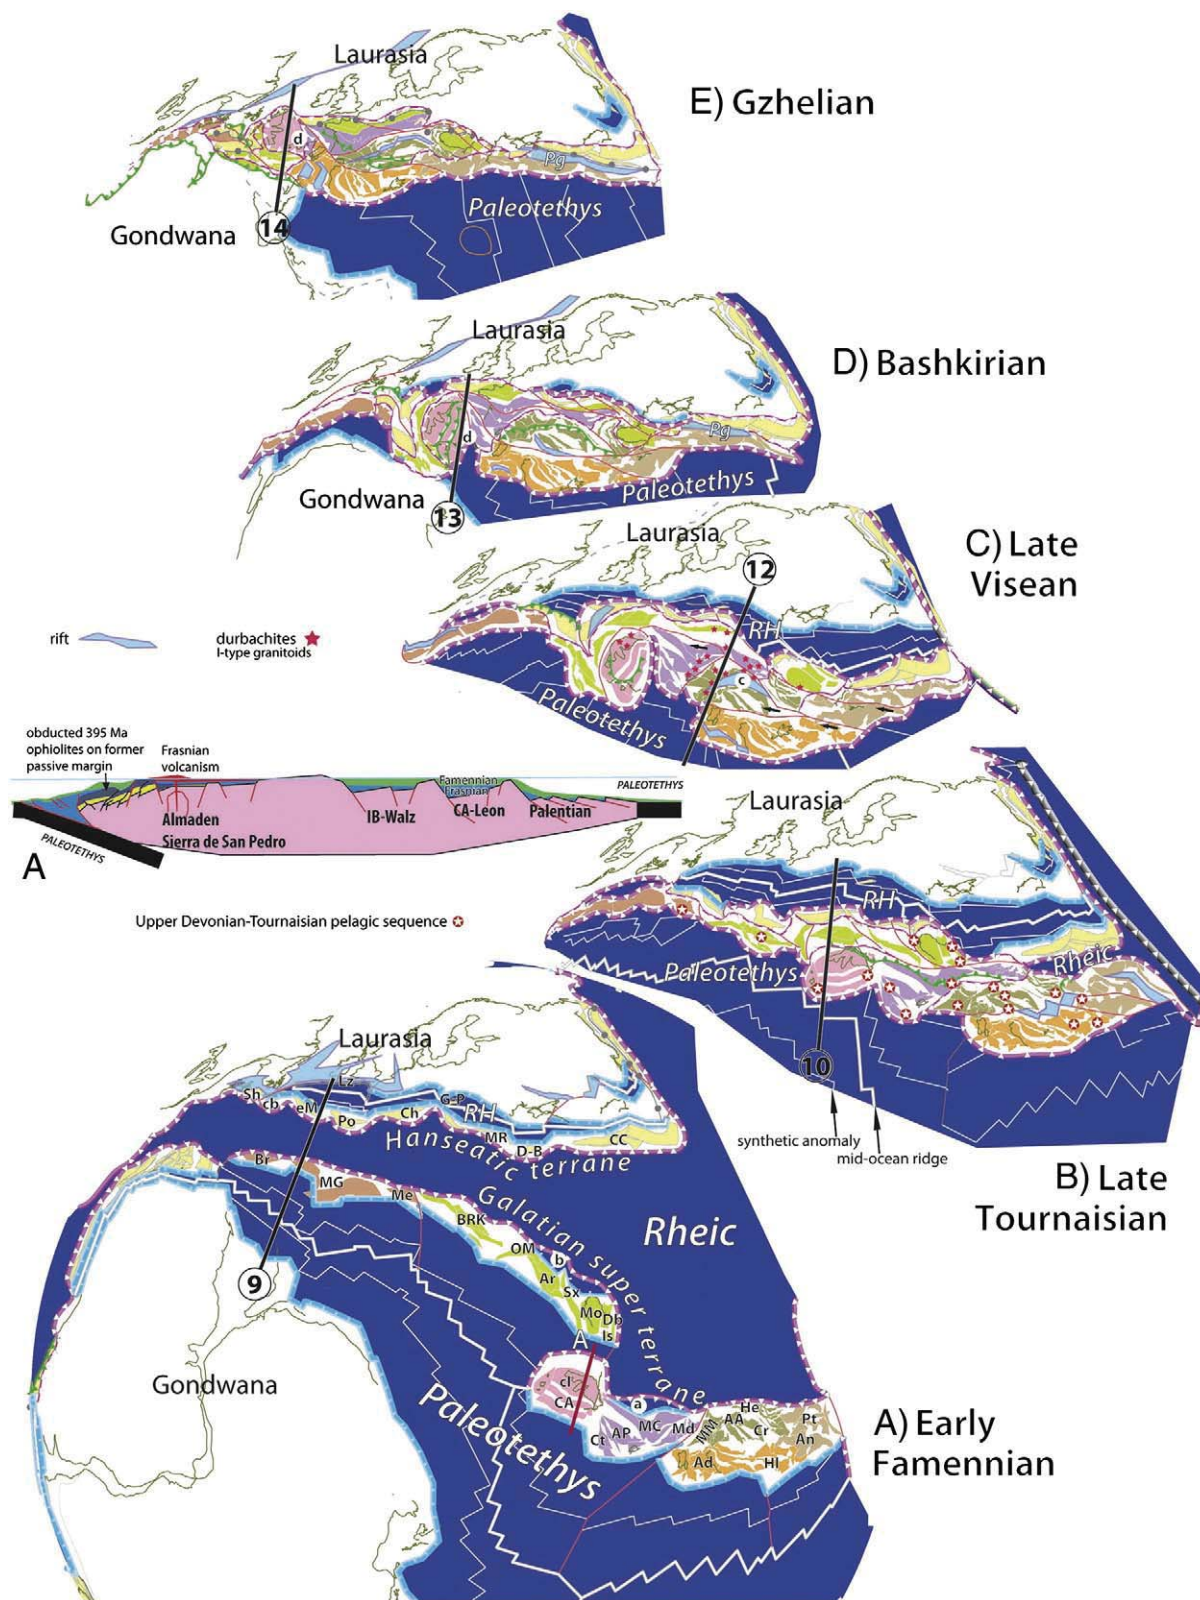 Laurasia
E) Gzhelian
d
Pg
Paleotethys
14
Gondwana
Laurasia
D) Bashkirian
d
Pg
Paleotethys
Gondwana
13
Laurasia
C) Late
Visean
12
RH
c
Paleotethys
rift
durbachites
I-type granitoids
obducted 395 Ma
ophiolites on former
passive margin
Frasnian
volcanism
Famennian
Frasnian
PALEOTETHYS
Almaden
Sierra de San Pedro
IB-Walz
CA-Leon
Palentian
PALEOTETHYS
A
Upper Devonian-Tournaisian pelagic sequence
Laurasia
RH
Rheic
Paleotethys
10
synthetic anomaly
mid-ocean ridge
B) Late
Tournaisian
Laurasia
Lz
Sh
cb
eM
Po
Ch
G-P
RH
MR
D-B
CC
Hanseatic terrane
Br
MG
Me
Galatian super terrane
BRK
OM
b
Ar
Sx
Mo
Db
Is
Rheic
9
A
Gondwana
cI
CA
a
Ct
AP
MC
Md
MM
AA
He
Cr
Pt
An
Ad
HI
Paleotethys
A) Early
Famennian